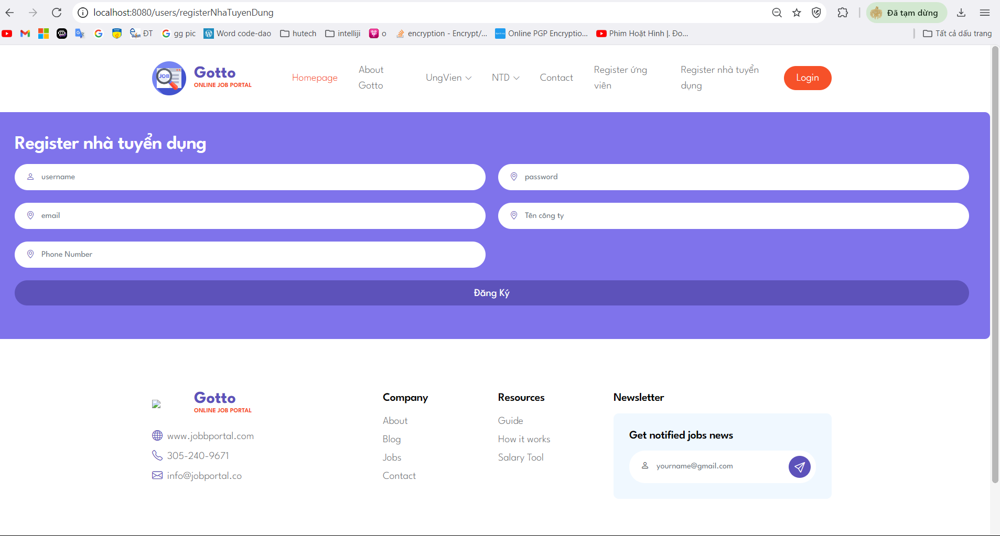 localhost:8080/users/registerNhaTuyenDung
Đã tạm dừng
ĐT
gg pic
Word code-dao
hutech
intelliji
o
encryption - Encrypt/...
Online PGP Encryptio...
Phim Hoạt Hình |. Đo...
Tất cả dấu trang
JOB
Gotto
ONLINE JOB PORTAL
Homepage
About
Gotto
UngVien
NTD
Contact
Register ứng
viên
Register nhà tuyển
dụng
Login
Register nhà tuyển dụng
username
password
email
Tên công ty
Phone Number
Đăng Ký
Gotto
ONLINE JOB PORTAL
www.jobbportal.com
305-240-9671
info@jobportal.co
Company
About
Blog
Jobs
Contact
Resources
Guide
How it works
Salary Tool
Newsletter
Get notified jobs news
yourname@gmail.com